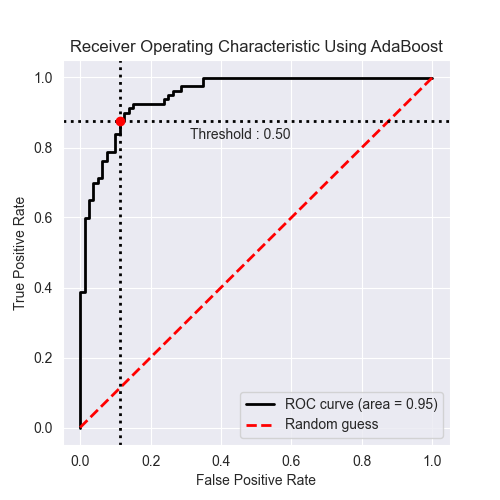 Receiver Operating Characteristic Using AdaBoost
True Positive Rate
1.0
0.8
0.6
0.4
0.2
0.0
Threshold : 0.50
ROC curve (area = 0.95)
Random guess
0.0 0.2 0.4 0.6 0.8 1.0
False Positive Rate